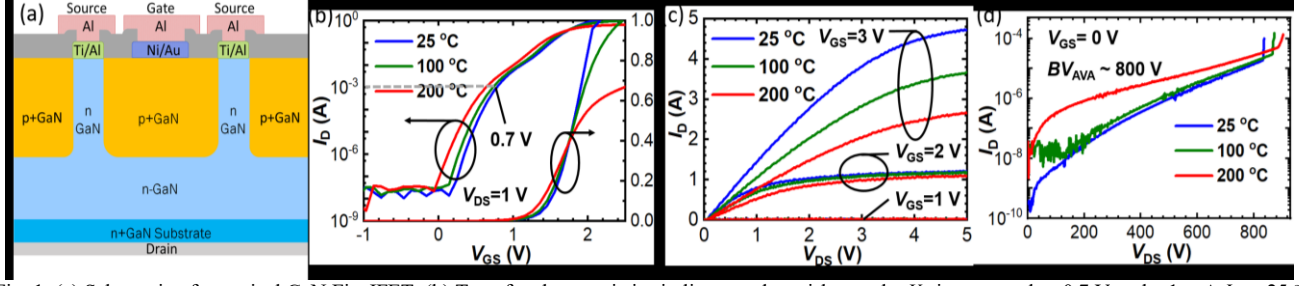 (a)
Source Gate Source
Al Al Al
Ti/Al Ni/Au Ti/Al
n GaN n GaN
p+GaN p+GaN p+GaN
n-GaN
n+GaN Substrate
Drain
(b)
25 °C
100 °C
200 °C
0.7 V
V_DS=1 V
I_D (A)
10^0
10^-3
10^-6
10^-9
1.0
0.8
0.6
0.4
0.2
0.0
-1 0 1 2
V_GS (V)
c)
25 °C
100 °C
200 °C
V_GS=3 V
V_GS=2 V
V_GS=1 V
I_D (A)
5
4
3
2
1
0
0 1 2 3 4 5
V_DS (V)
(d)
V_GS= 0 V
BV_AVA ~ 800 V
25 °C
100 °C
200 °C
I_D (A)
10^-4
10^-6
10^-8
10^-10
0 200 400 600 800
V_DS (V)